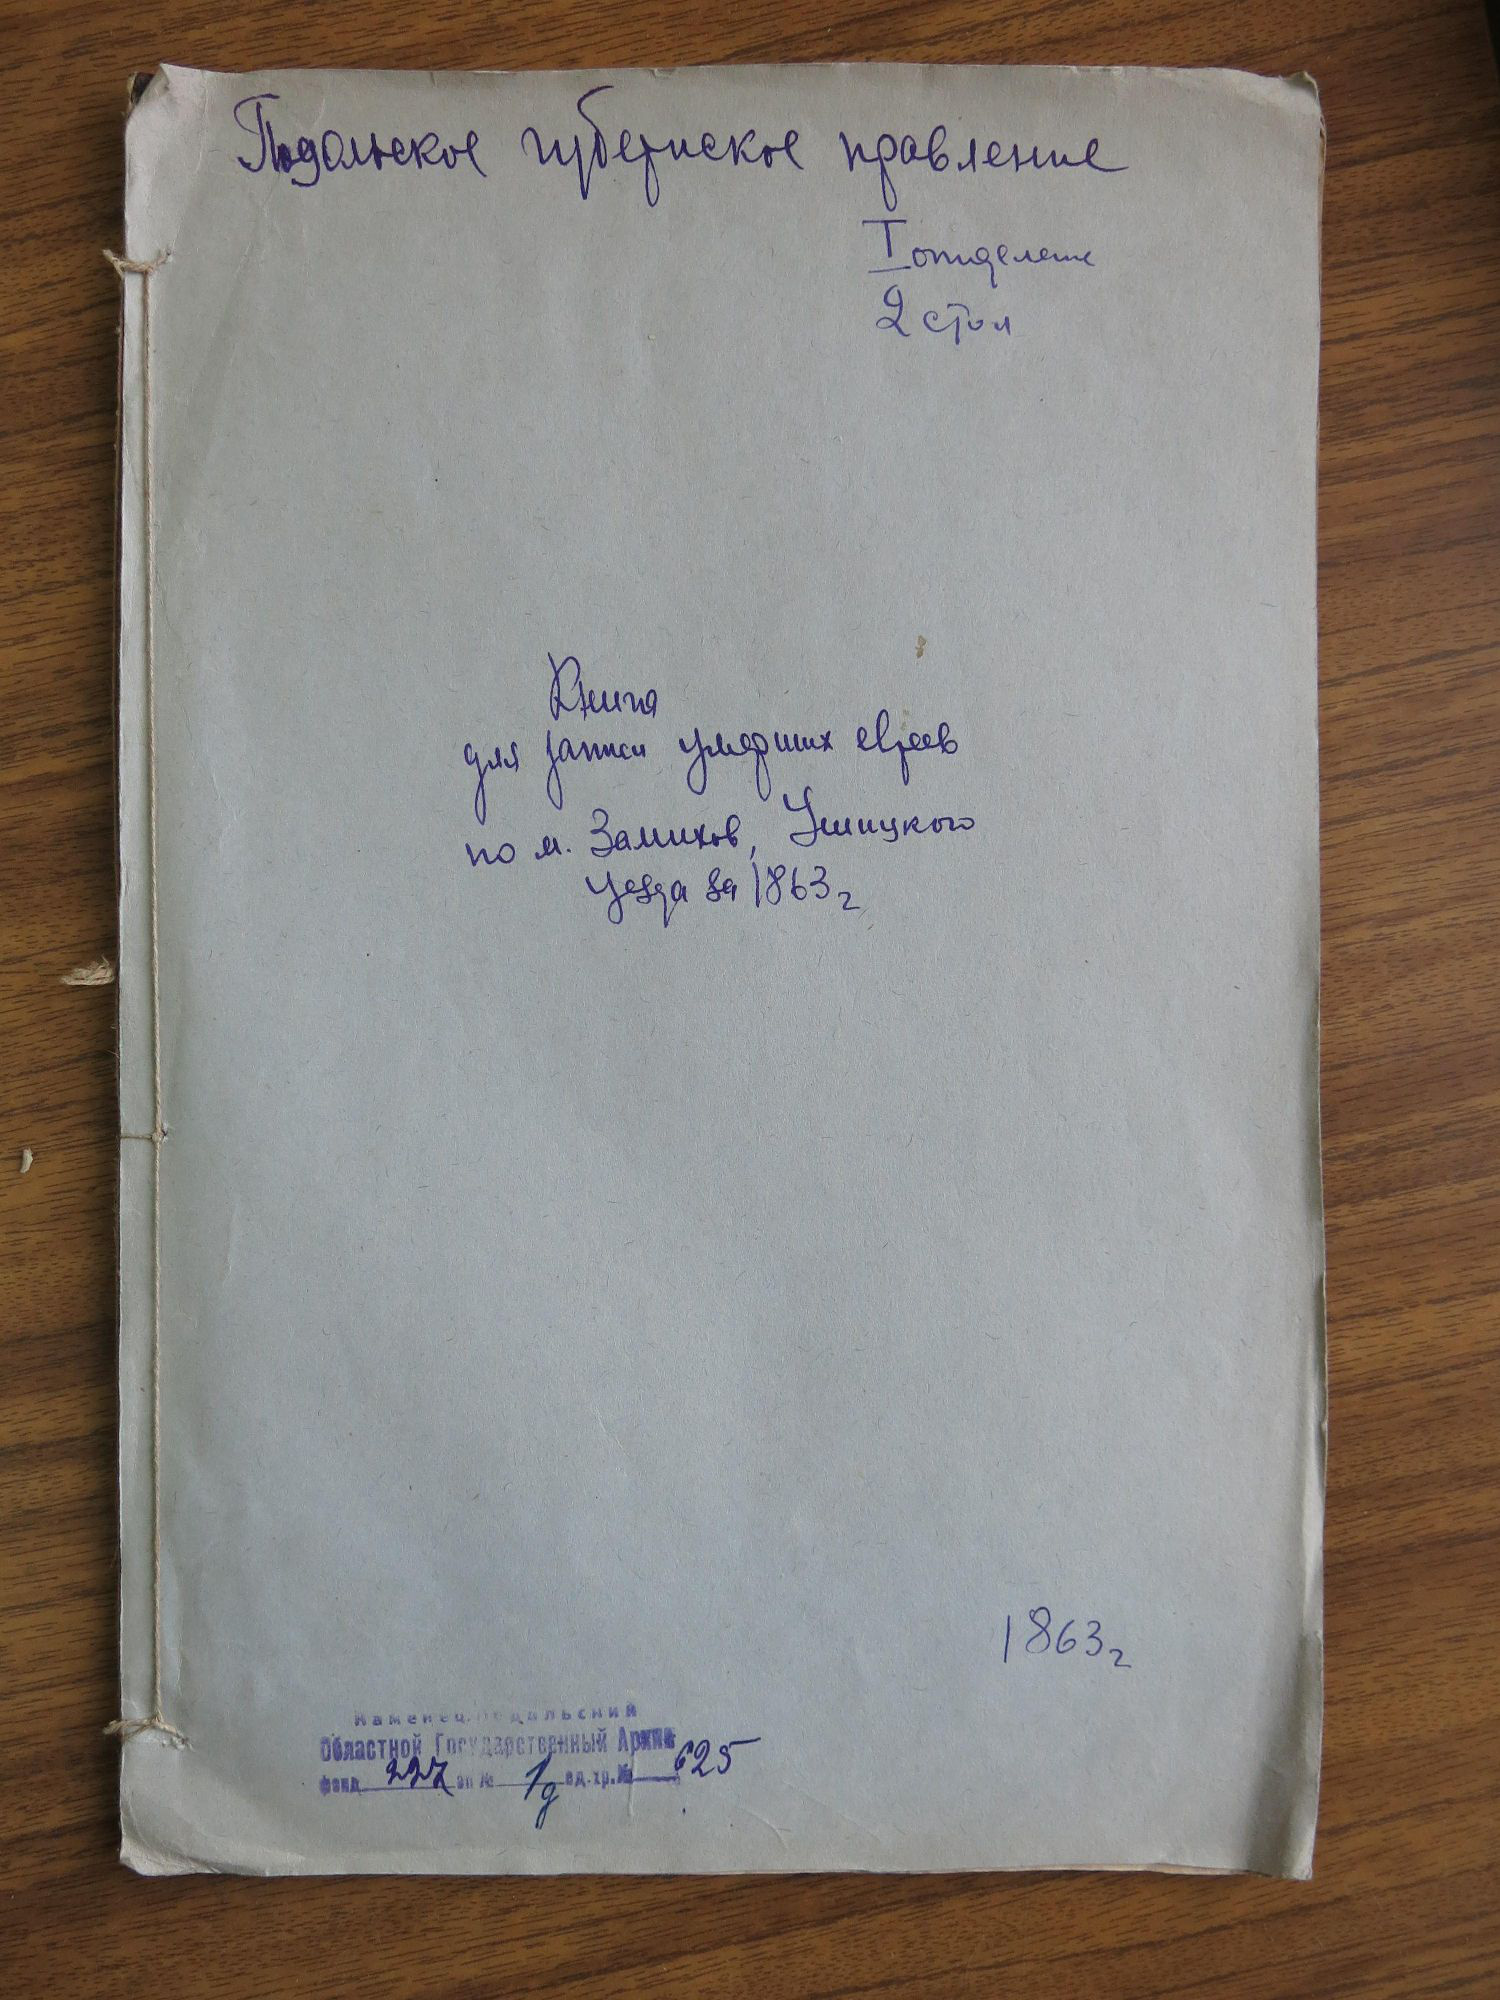 Подольское губернское правление
I отделение
2 стол
Книга
для записи умерших евреев
по м. Замихов, Ушицкого
уезда за 1863 г
1863 г
Каменец-Подольский
Областной Государственный Архив
фонд 227 оп № 1д ед. хр. № 625